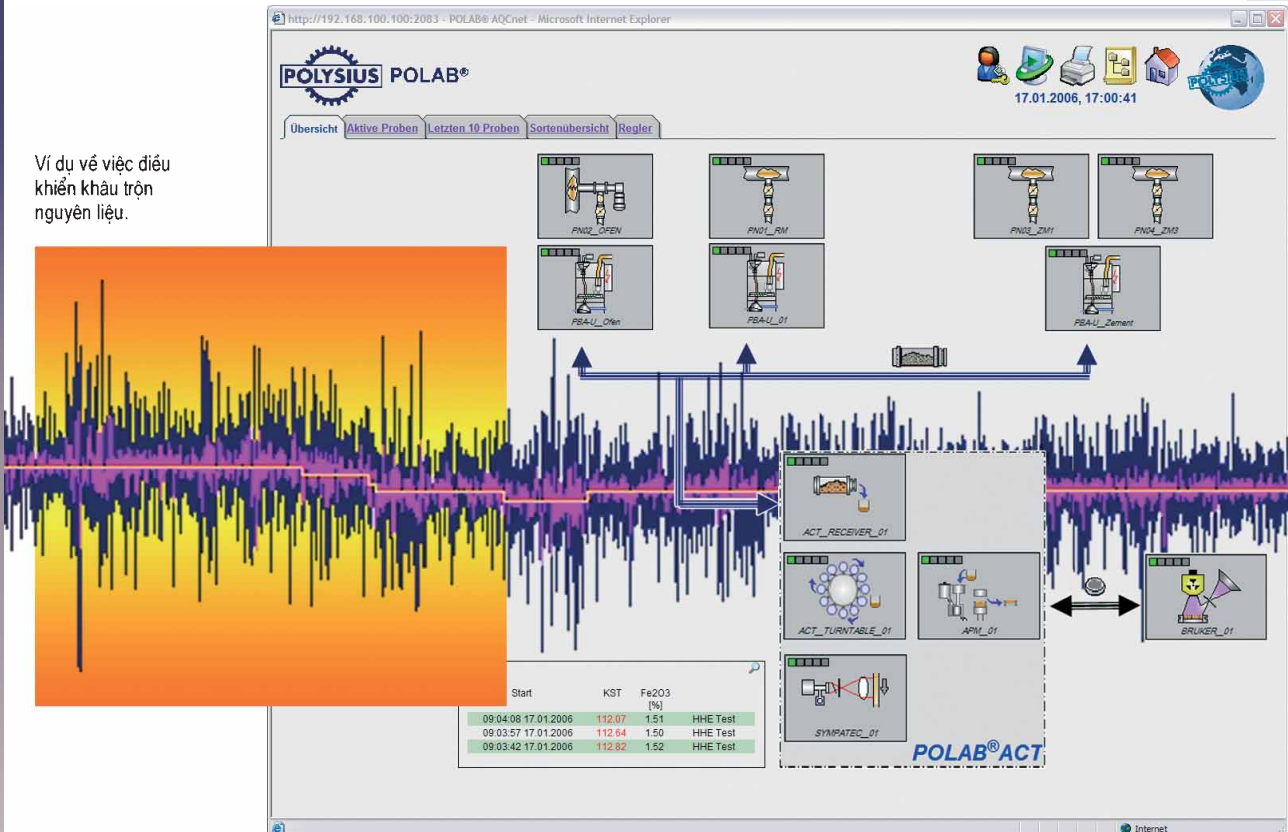 http://192.168.100.100:2083 - POLAB® AQCnet - Microsoft Internet Explorer
POLYSIUS POLAB®
POLYSIUS
17.01.2006, 17:00:41
Übersicht Aktive Proben Letzten 10 Proben Sortenübersicht Regler
Ví dụ về việc điều
khiển khâu trộn
nguyên liệu.
PN02_OFEN PN01_RM PN03_ZM1 PN04_ZM3
PBA-U_Ofen PBA-U_01 PBA-U_Zement
ACT_RECEIVER_01
ACT_TURNTABLE_01 APM_01 BRUKER_01
SYMPATEC_01
POLAB®ACT
Start KST Fe2O3
[%]
09:04:08 17.01.2006 112.07 1.51 HHE Test
09:03:57 17.01.2006 112.64 1.50 HHE Test
09:03:42 17.01.2006 112.82 1.52 HHE Test
Internet